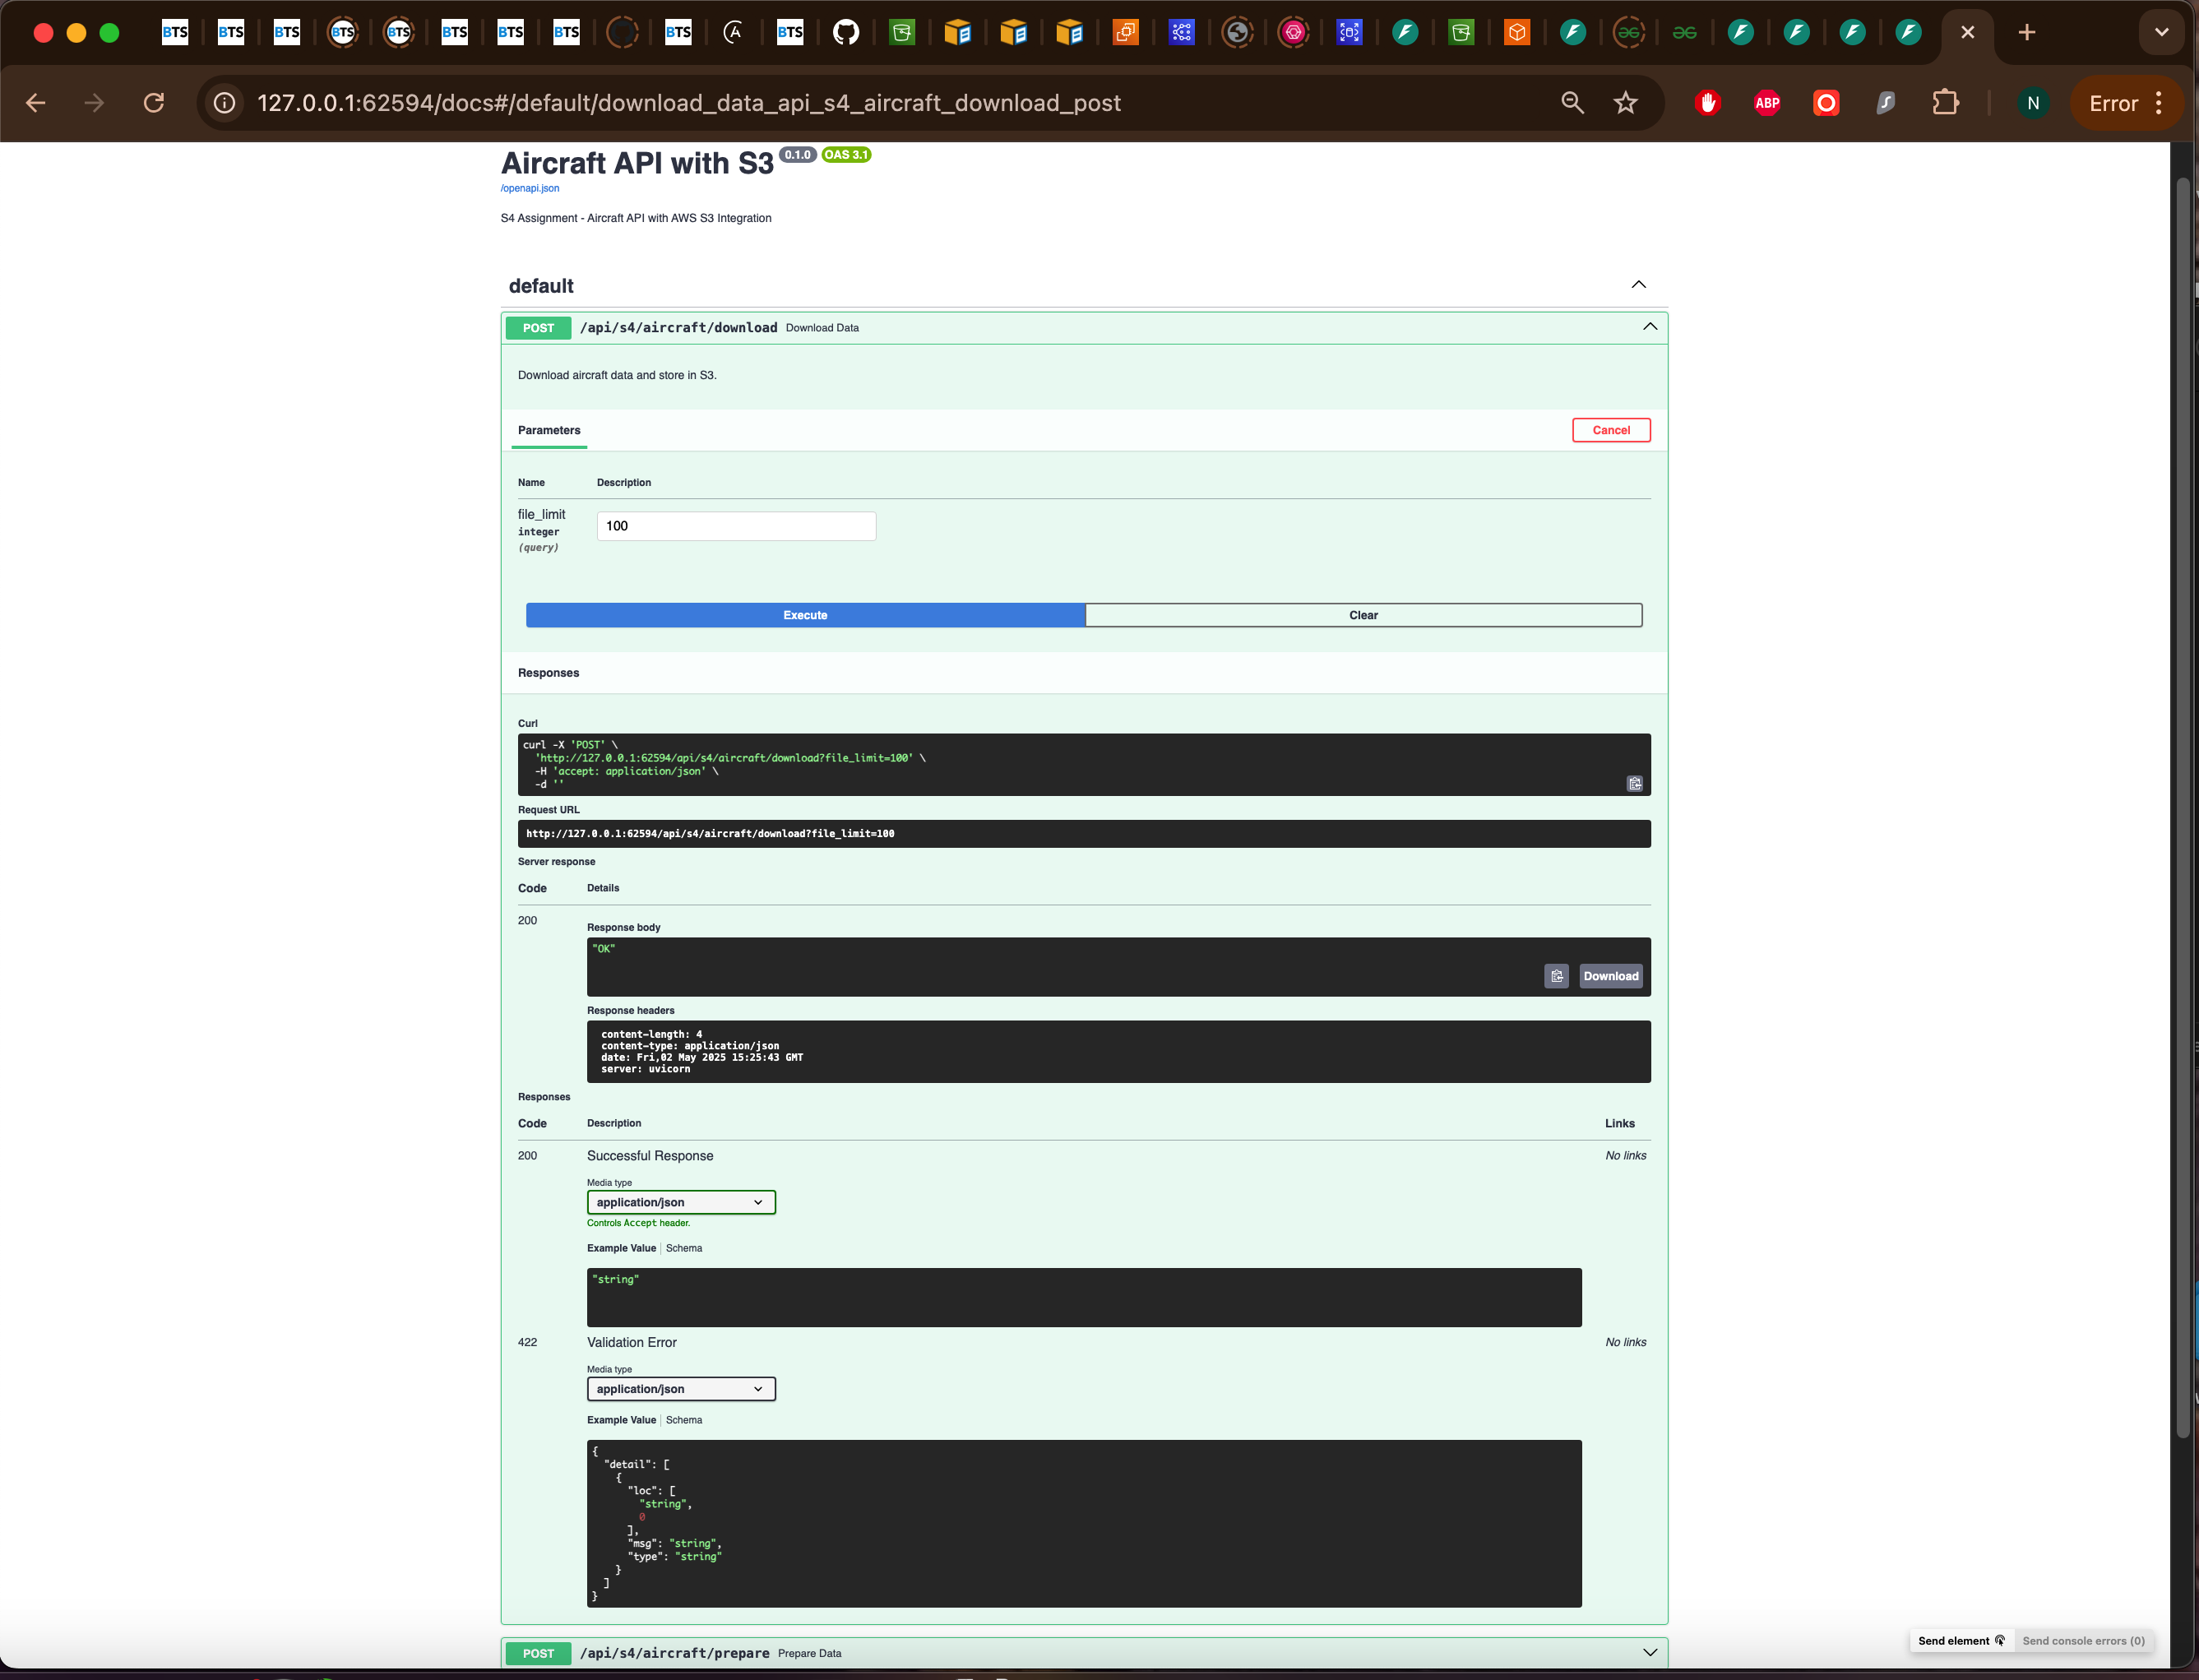 BTS BTS BTS BTS BTS BTS BTS BTS BTS BTS
127.0.0.1:62594/docs#/default/download_data_api_s4_aircraft_download_post
ABP
N
Error
Aircraft API with S3 0.1.0 OAS 3.1
/openapi.json
S4 Assignment - Aircraft API with AWS S3 Integration
default
POST /api/s4/aircraft/download Download Data
Download aircraft data and store in S3.
Parameters
Cancel
Name Description
file_limit
integer
(query)
100
Execute Clear
Responses
Curl
curl -X 'POST' \
'http://127.0.0.1:62594/api/s4/aircraft/download?file_limit=100' \
-H 'accept: application/json' \
-d ''
Request URL
http://127.0.0.1:62594/api/s4/aircraft/download?file_limit=100
Server response
Code Details
200
Response body
"OK"
Download
Response headers
content-length: 4
content-type: application/json
date: Fri,02 May 2025 15:25:43 GMT
server: uvicorn
Responses
Code Description Links
200 Successful Response No links
Media type
application/json
Controls Accept header.
Example Value Schema
"string"
422 Validation Error No links
Media type
application/json
Example Value Schema
{
"detail": [
{
"loc": [
"string",
0
],
"msg": "string",
"type": "string"
}
]
}
POST /api/s4/aircraft/prepare Prepare Data
Send element Send console errors (0)